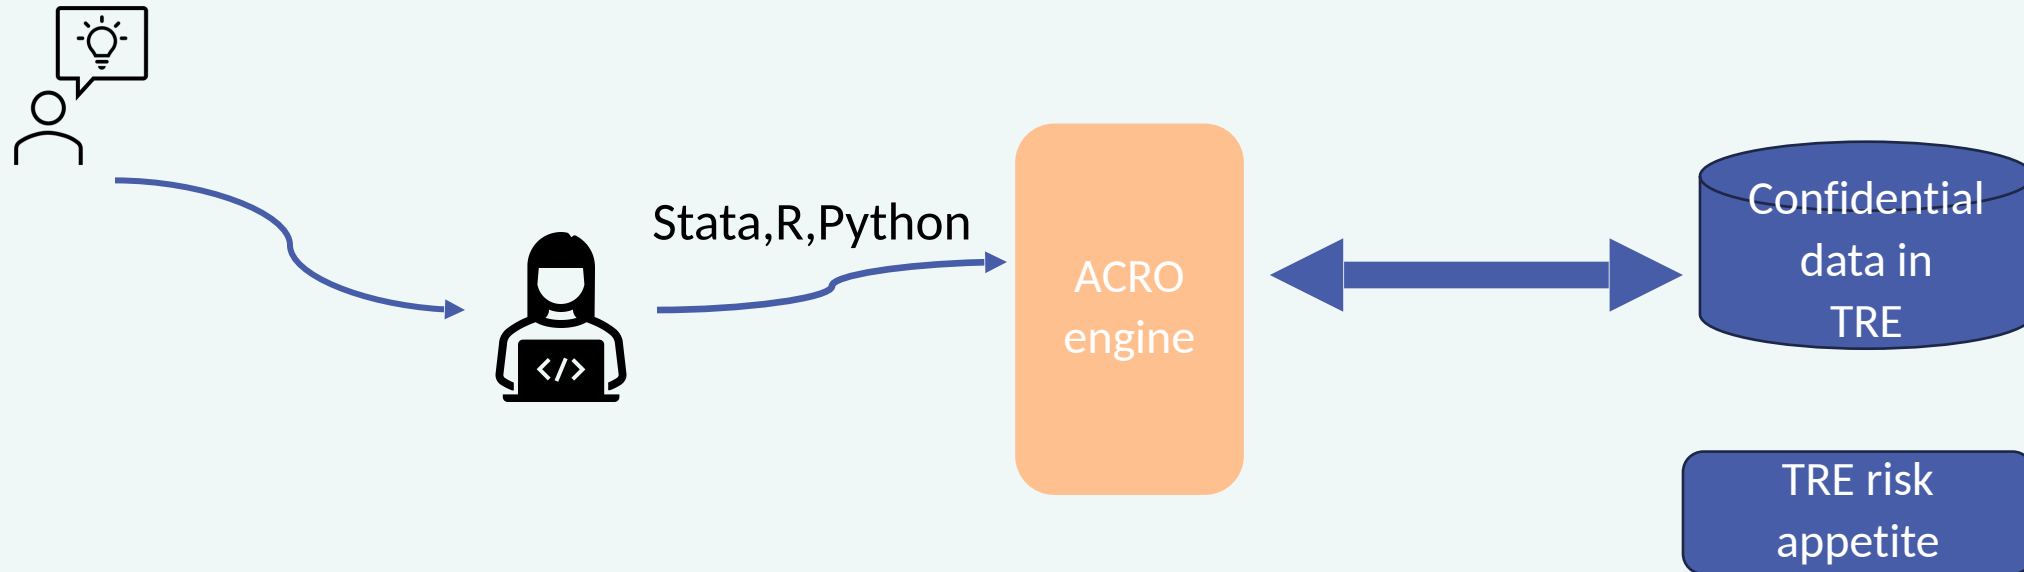 Stata,R,Python
ACRO
engine
Confidential
data in
TRE
TRE risk
appetite
</>